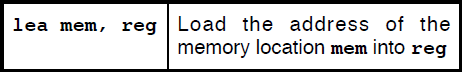 lea mem, reg
Load the address of the
memory location mem into reg